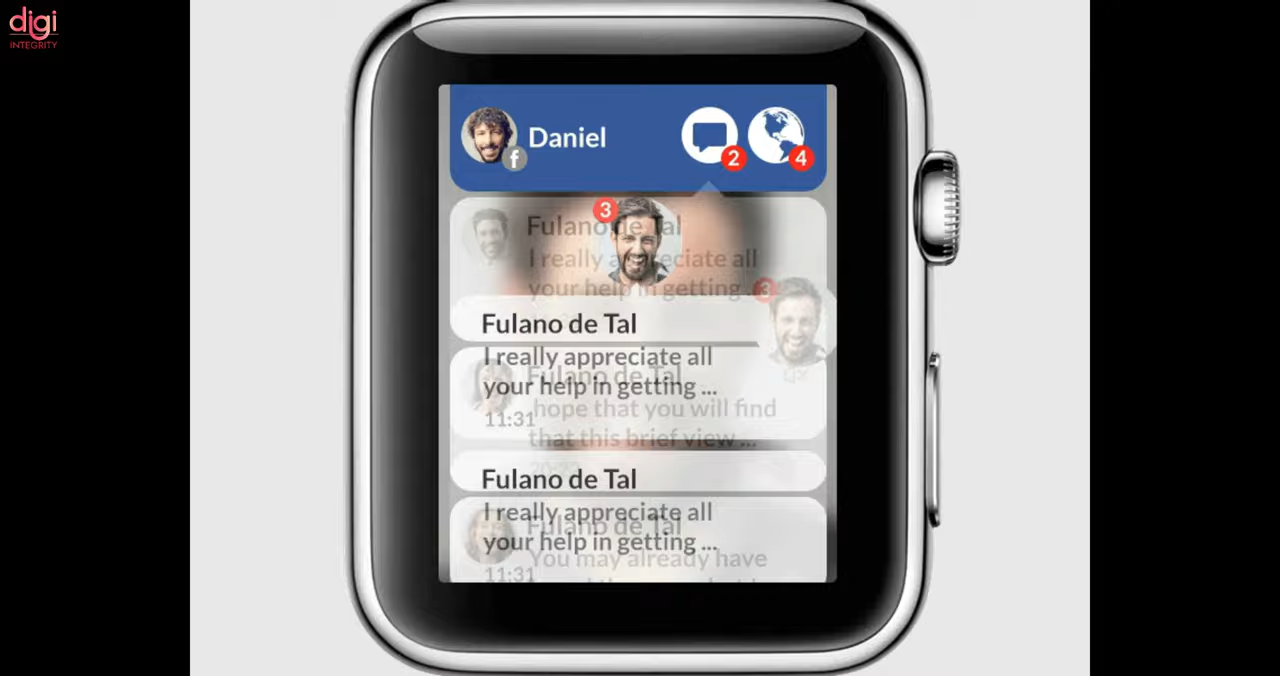 digi
INTEGRITY
Daniel
f
2
4
3
Fulano de Tal
I really appreciate all
your help in getting
3
Fulano de Tal
I really appreciate all
your help in getting ...
11:31
Fulano de Tal
hope that you will find
that this brief view ...
Fulano de Tal
I really appreciate all
your help in getting ...
11:31
Fulano de Tal
You may already have